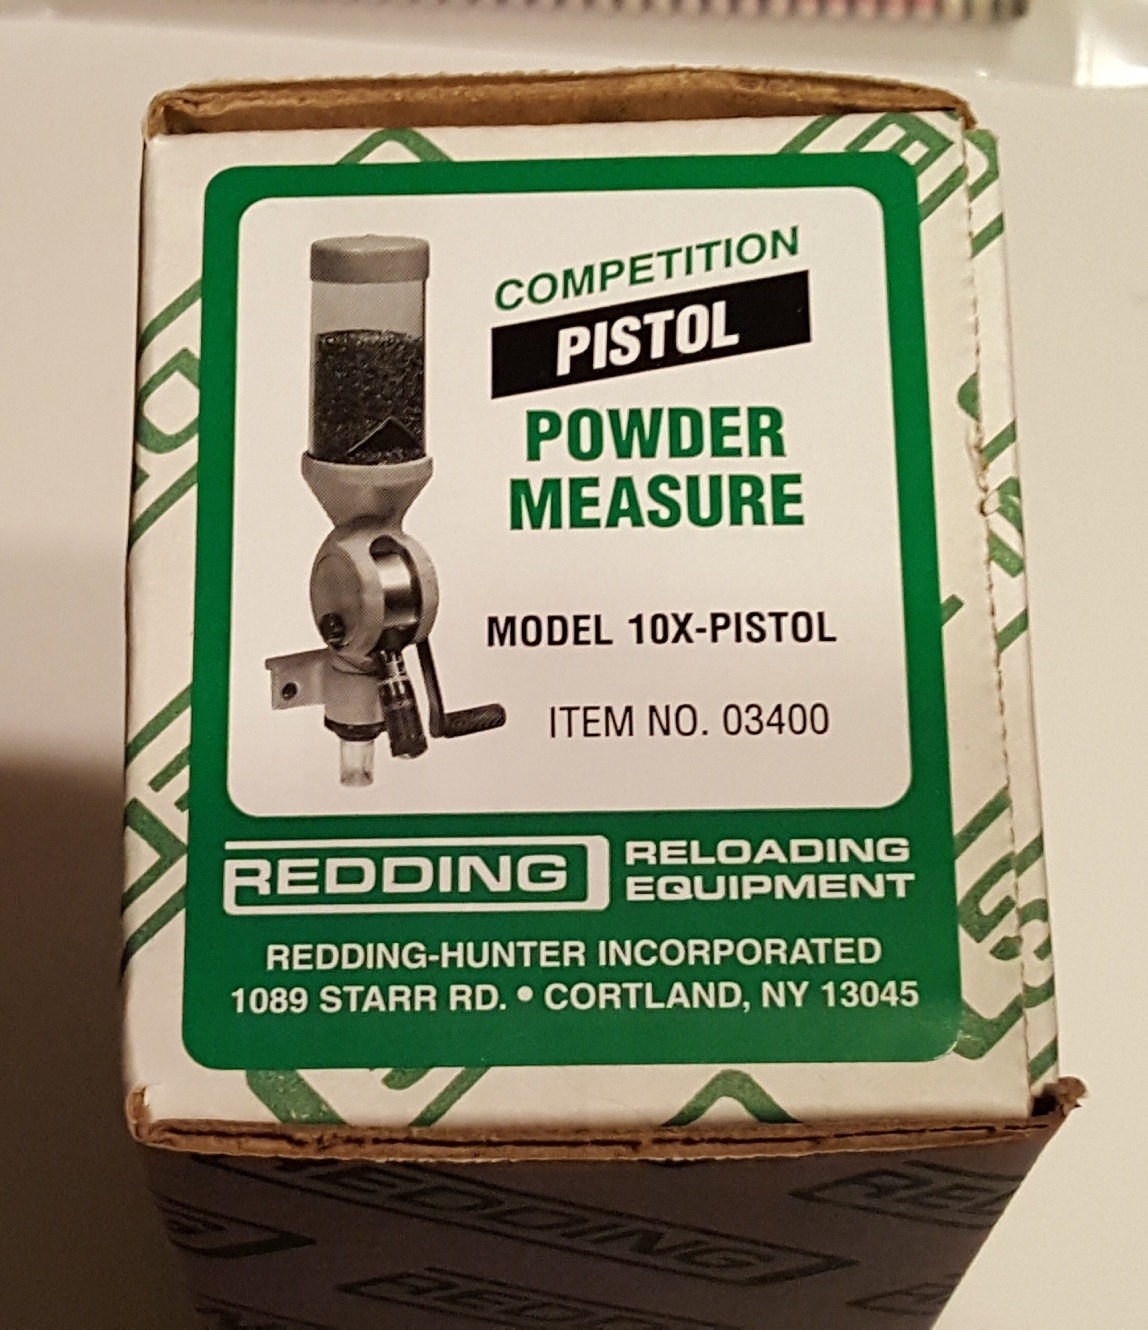 COMPETITION
PISTOL
POWDER
MEASURE
MODEL 10X-PISTOL
ITEM NO. 03400
REDDING RELOADING
EQUIPMENT
REDDING-HUNTER INCORPORATED
1089 STARR RD. • CORTLAND, NY 13045
REDDING